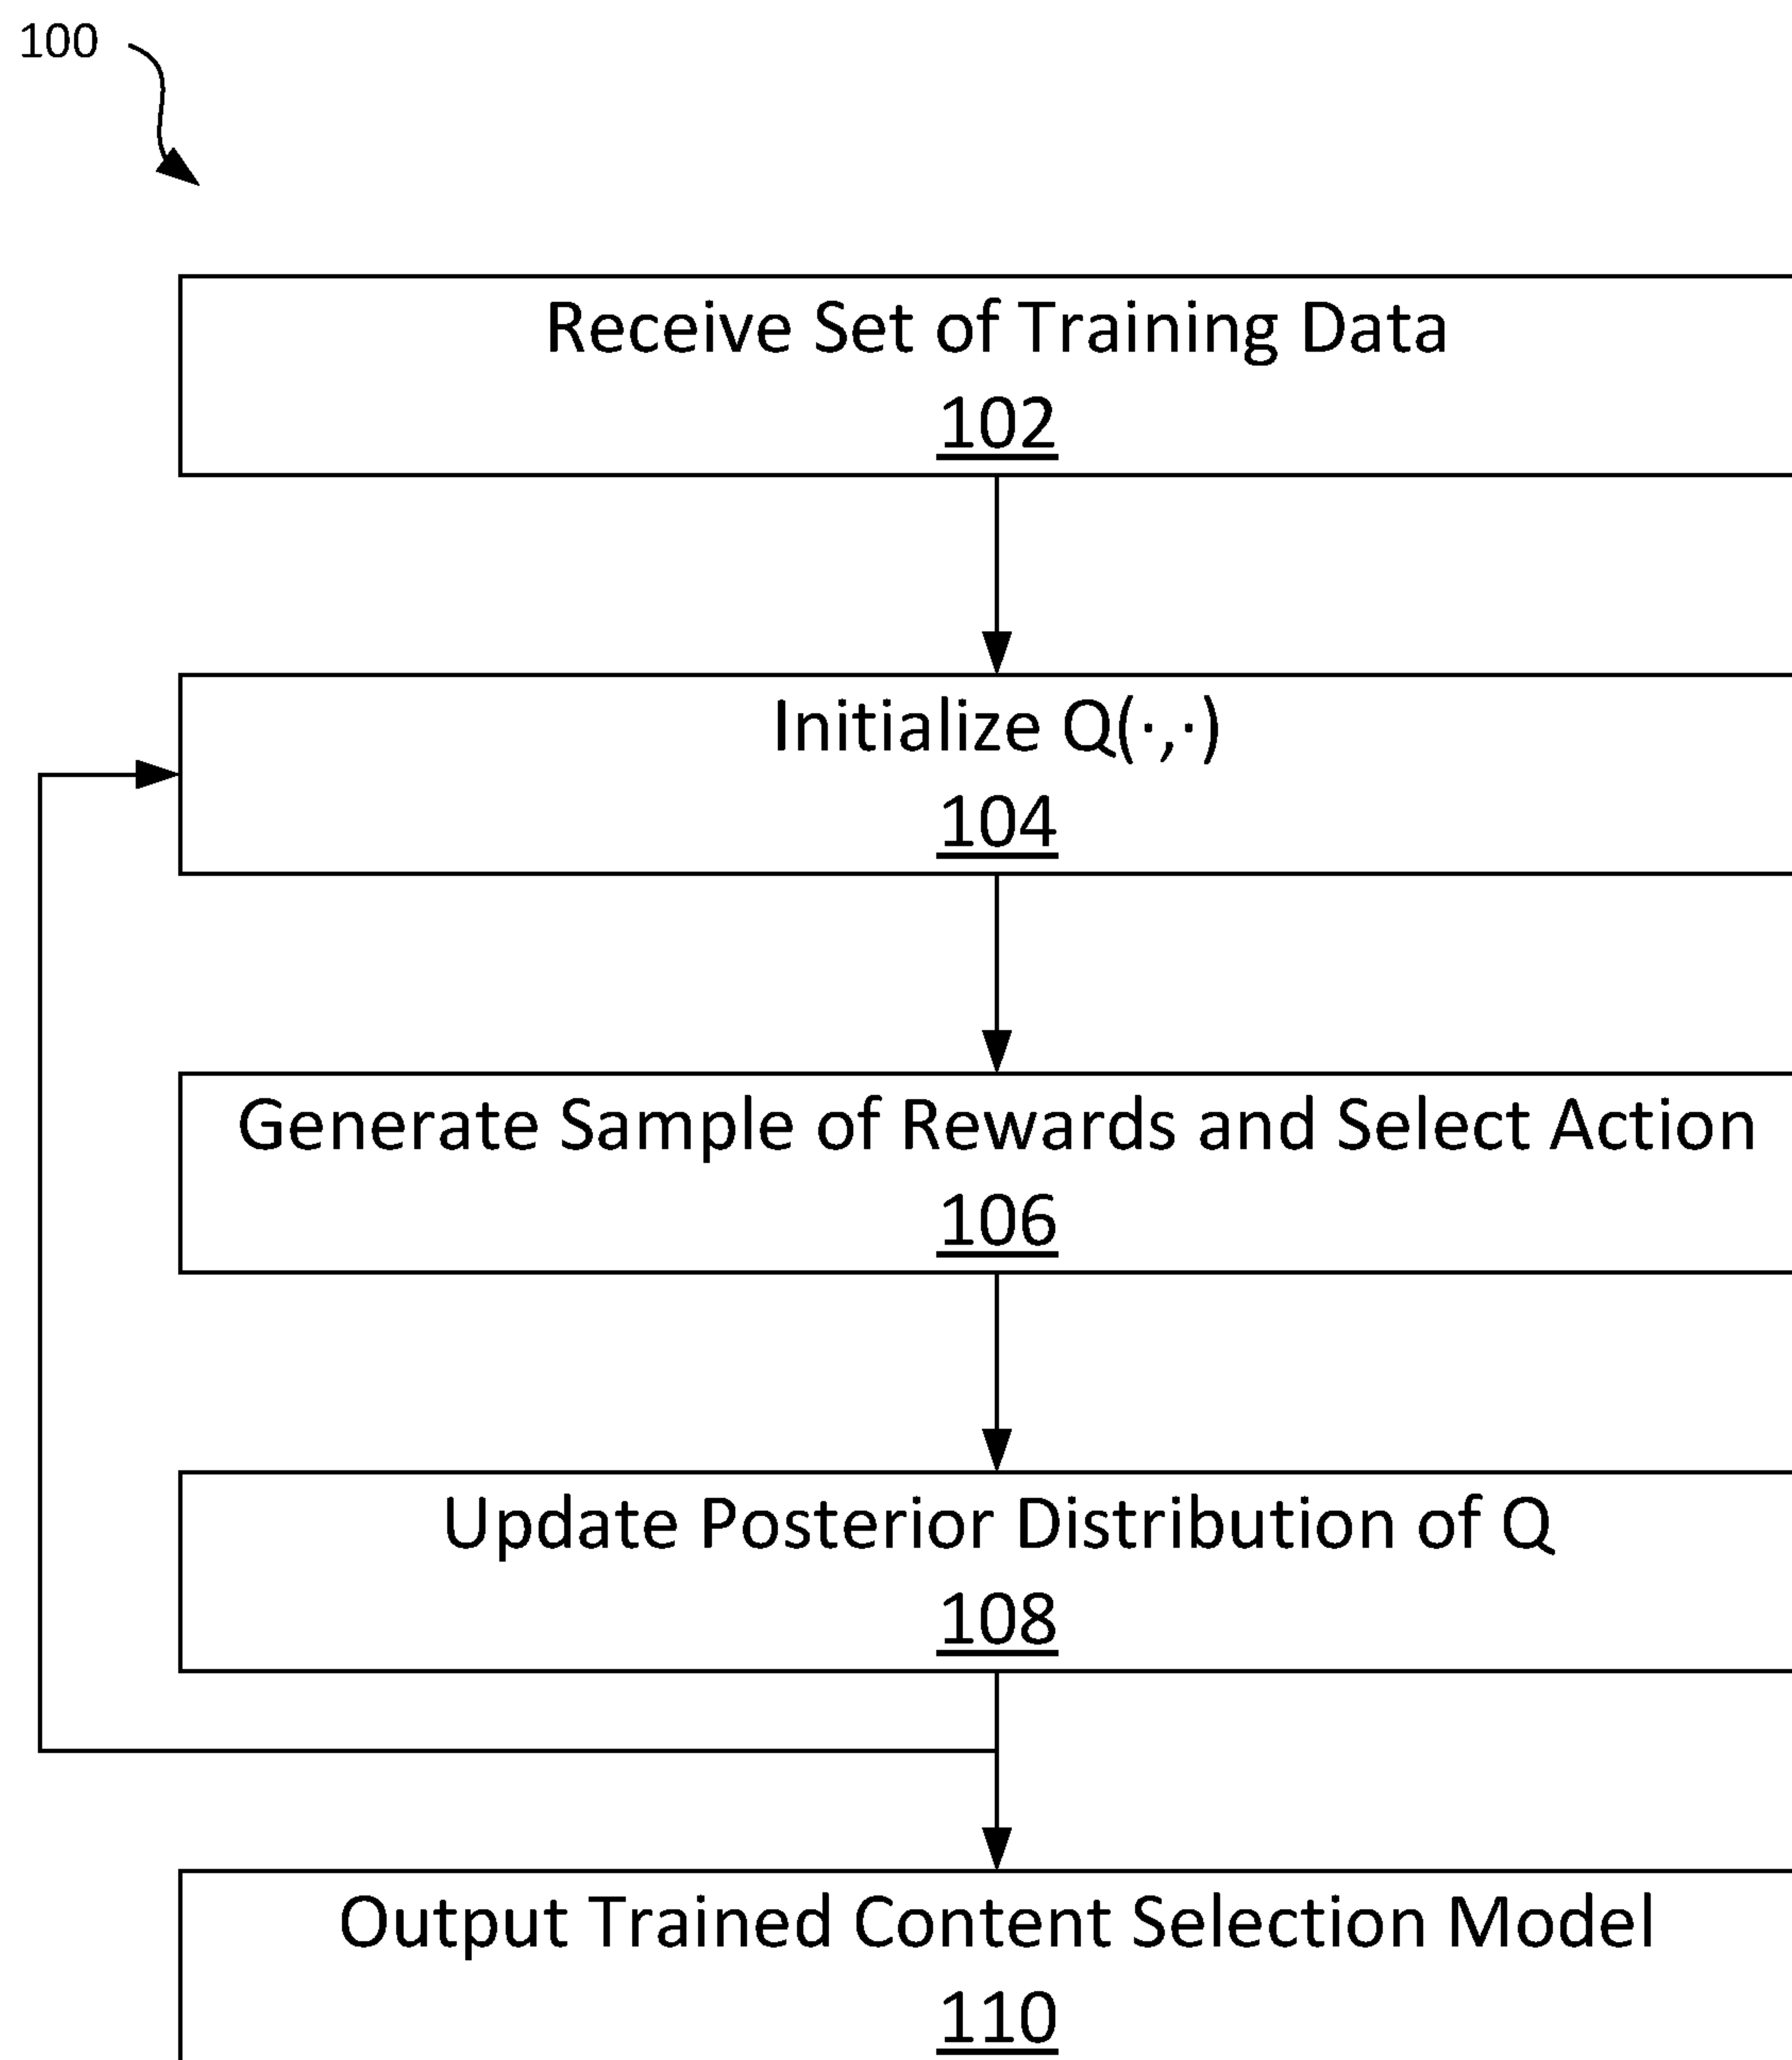 100
Receive Set of Training Data
102
Initialize Q(·,·)
104
Generate Sample of Rewards and Select Action
106
Update Posterior Distribution of Q
108
Output Trained Content Selection Model
110